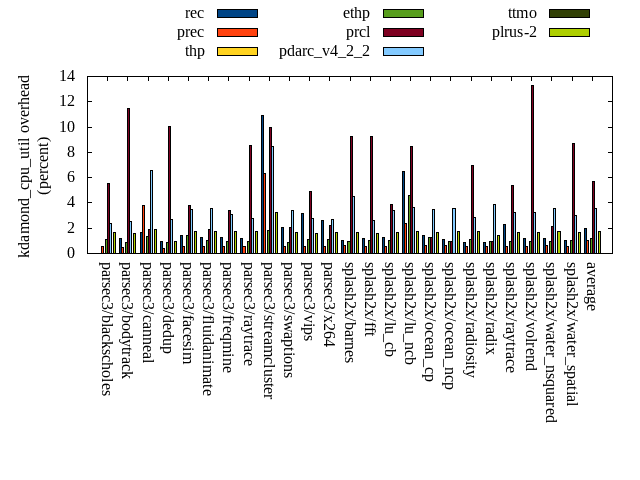 rec
prec
thp
ethp
prcl
pdarc_v4_2_2
ttmo
plrus-2
kdamond_cpu_util overhead
(percent)
14
12
10
8
6
4
2
0
parsec3/blackscholes
parsec3/bodytrack
parsec3/canneal
parsec3/dedup
parsec3/facesim
parsec3/fluidanimate
parsec3/freqmine
parsec3/raytrace
parsec3/streamcluster
parsec3/swaptions
parsec3/vips
parsec3/x264
splash2x/barnes
splash2x/fft
splash2x/lu_cb
splash2x/lu_ncb
splash2x/ocean_cp
splash2x/ocean_ncp
splash2x/radiosity
splash2x/radix
splash2x/raytrace
splash2x/volrend
splash2x/water_nsquared
splash2x/water_spatial
average